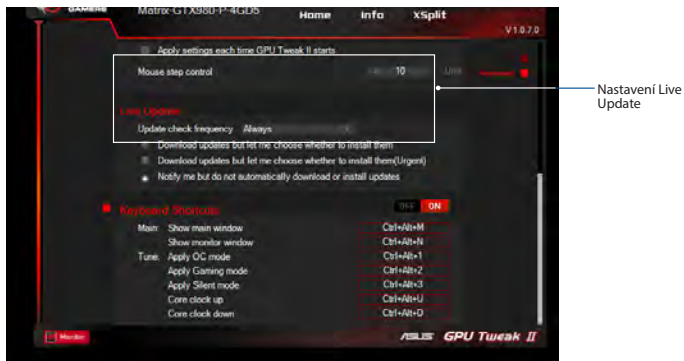 GAMERS
Matrix-GTX980-P-4GD5
Home Info XSplit
V1.0.7.0
Apply settings each time GPU Tweak II starts
Mouse step control 10
Live Update
Update check frequency Always
Download updates but let me choose whether to install them
Download updates but let me choose whether to install them(Urgent)
Notify me but do not automatically download or install updates
Keyboard Shortcuts OFF ON
Main: Show main window Ctrl+Alt+M
Show monitor window Ctrl+Alt+N
Tune: Apply OC mode Ctrl+Alt+1
Apply Gaming mode Ctrl+Alt+2
Apply Silent mode Ctrl+Alt+3
Core clock up Ctrl+Alt+U
Core clock down Ctrl+Alt+D
Monitor
ASUS GPU Tweak II
Nastavení Live
Update